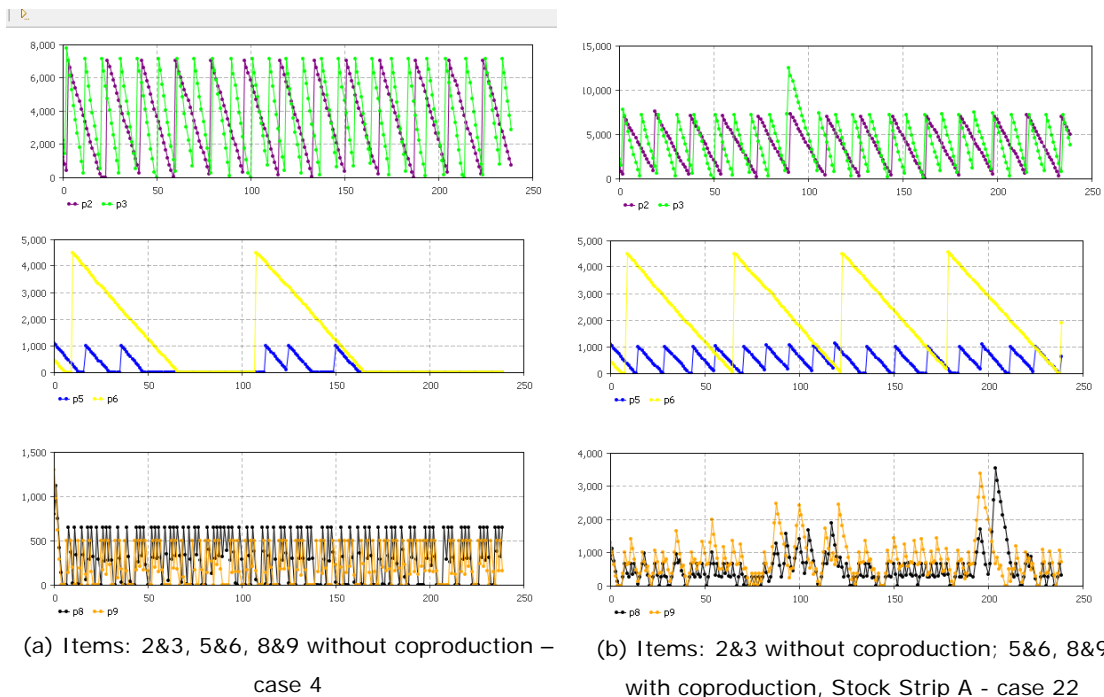 8,000
6,000
4,000
2,000
0
0 50 100 150 200 250
p2 p3
5,000
4,000
3,000
2,000
1,000
0
0 50 100 150 200 250
p5 p6
1,500
1,000
500
0
0 50 100 150 200 250
p8 p9
(a) Items: 2&3, 5&6, 8&9 without coproduction –
case 4
15,000
10,000
5,000
0
0 50 100 150 200 250
p2 p3
5,000
4,000
3,000
2,000
1,000
0
0 50 100 150 200 250
p5 p6
4,000
3,000
2,000
1,000
0
0 50 100 150 200 250
p8 p9
(b) Items: 2&3 without coproduction; 5&6, 8&9
with coproduction, Stock Strip A - case 22